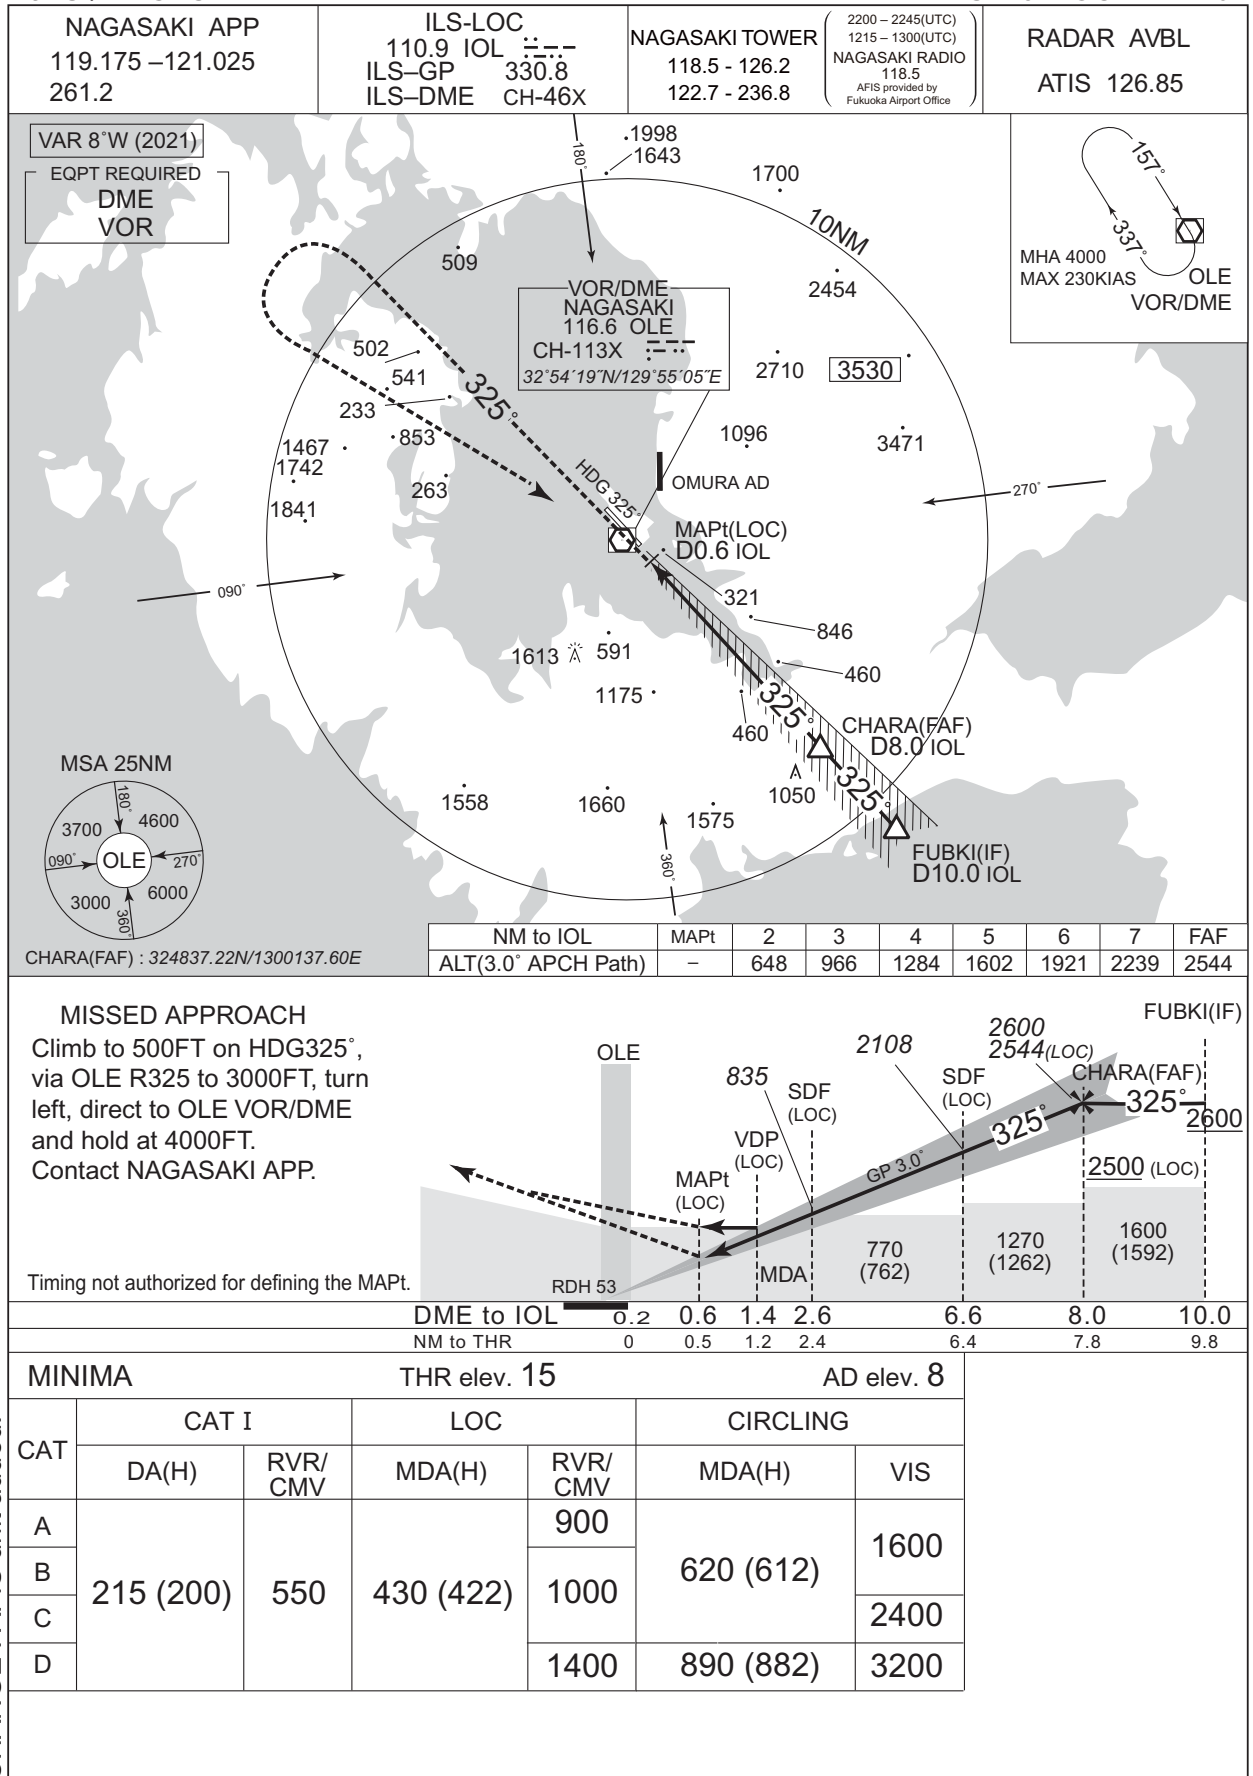 NAGASAKI APP
119.175 –121.025
261.2
ILS-LOC
110.9 IOL
ILS–GP 330.8
ILS–DME CH-46X
NAGASAKI TOWER
118.5 - 126.2
122.7 - 236.8
2200 – 2245(UTC)
1215 – 1300(UTC)
NAGASAKI RADIO
118.5
AFIS provided by
Fukuoka Airport Office
RADAR AVBL
ATIS 126.85
VAR 8°W (2021)
EQPT REQUIRED
DME
VOR
180°
1998
1643
1700
10NM
157°
337°
MHA 4000
MAX 230KIAS
OLE
VOR/DME
509
2454
VOR/DME
NAGASAKI
116.6 OLE
CH-113X
32°54´19˝N/129°55´05˝E
502
541
233
325°
2710
3530
1096
3471
1467
853
1742
263
1841
HDG 325°
OMURA AD
270°
MAPt(LOC)
D0.6 IOL
090°
321
846
1613
591
460
1175
325°
460
CHARA(FAF)
D8.0 IOL
325°
1050
MSA 25NM
1558
1660
1575
180°
3700
4600
090°
OLE
270°
3000
6000
360°
360°
FUBKI(IF)
D10.0 IOL
CHARA(FAF) : 324837.22N/1300137.60E
NM to IOL MAPt 2 3 4 5 6 7 FAF
ALT(3.0° APCH Path) – 648 966 1284 1602 1921 2239 2544
MISSED APPROACH
Climb to 500FT on HDG325°,
via OLE R325 to 3000FT, turn
left, direct to OLE VOR/DME
and hold at 4000FT.
Contact NAGASAKI APP.
Timing not authorized for defining the MAPt.
FUBKI(IF)
2600
2544(LOC)
2108
OLE
835
SDF
(LOC)
SDF
(LOC)
CHARA(FAF)
325°
2600
325°
VDP
(LOC)
GP 3.0°
2500 (LOC)
MAPt
(LOC)
770
(762)
1270
(1262)
1600
(1592)
MDA
RDH 53
DME to IOL 0.2 0.6 1.4 2.6 6.6 8.0 10.0
NM to THR 0 0.5 1.2 2.4 6.4 7.8 9.8
MINIMA THR elev. 15 AD elev. 8
CAT CAT I LOC CIRCLING
DA(H) RVR/CMV MDA(H) RVR/CMV MDA(H) VIS
A 900
B 215 (200) 550 430 (422) 1000 620 (612) 1600
C 2400
D 1400 890 (882) 3200